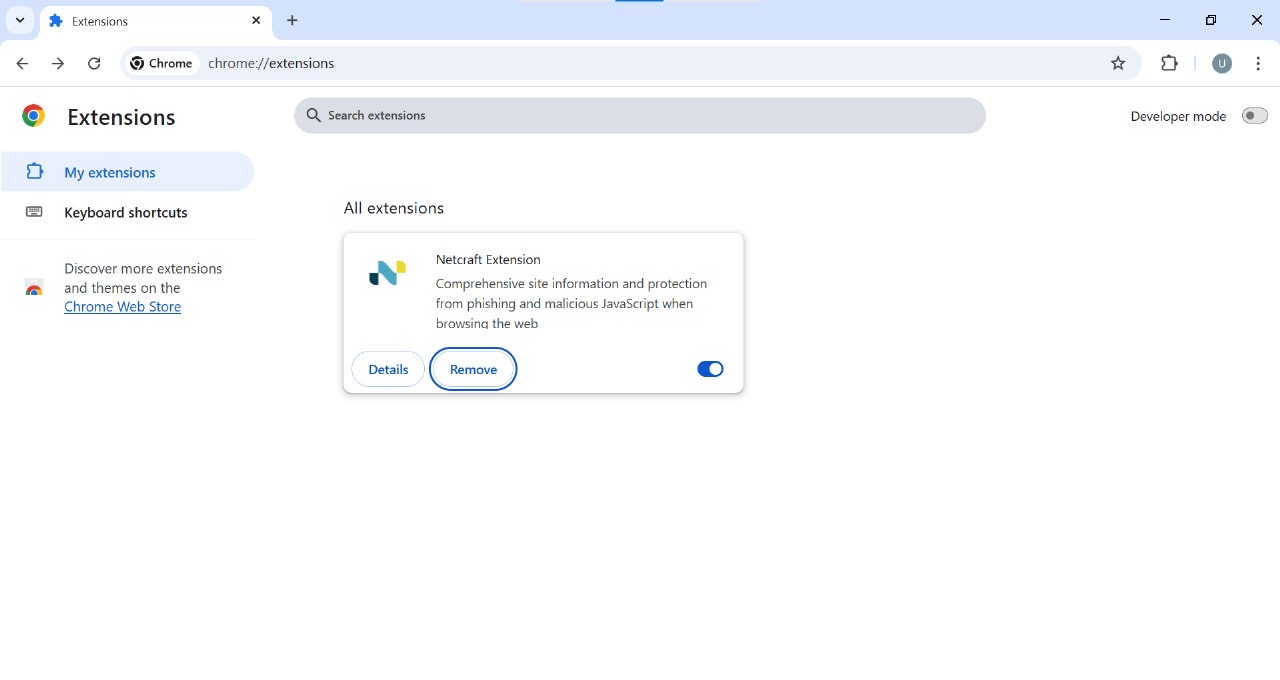 Extensions
Chrome
chrome://extensions
U
Extensions
Search extensions
Developer mode
My extensions
Keyboard shortcuts
Discover more extensions
and themes on the
Chrome Web Store
All extensions
Netcraft Extension
Comprehensive site information and protection
from phishing and malicious JavaScript when
browsing the web
Details
Remove